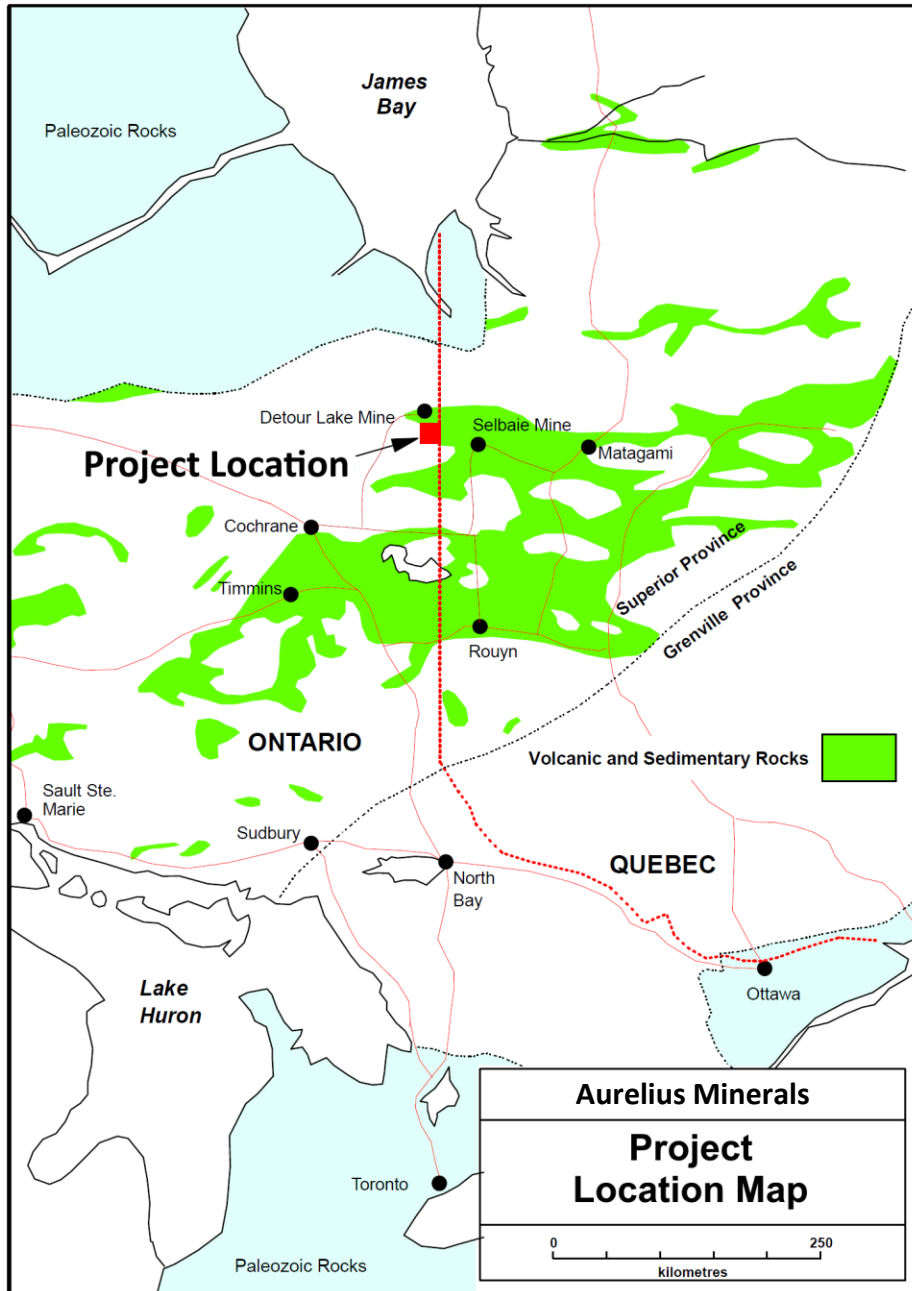 James
Bay
Paleozoic Rocks
Detour Lake Mine
Selbaie Mine
Project Location
Matagami
Cochrane
Superior Province
Timmins
Grenville Province
Rouyn
ONTARIO
Volcanic and Sedimentary Rocks
Sault Ste.
Marie
Sudbury
North
Bay
QUEBEC
Lake
Huron
Ottawa
Aurelius Minerals
Project
Location Map
Toronto
0 250
kilometres
Paleozoic Rocks